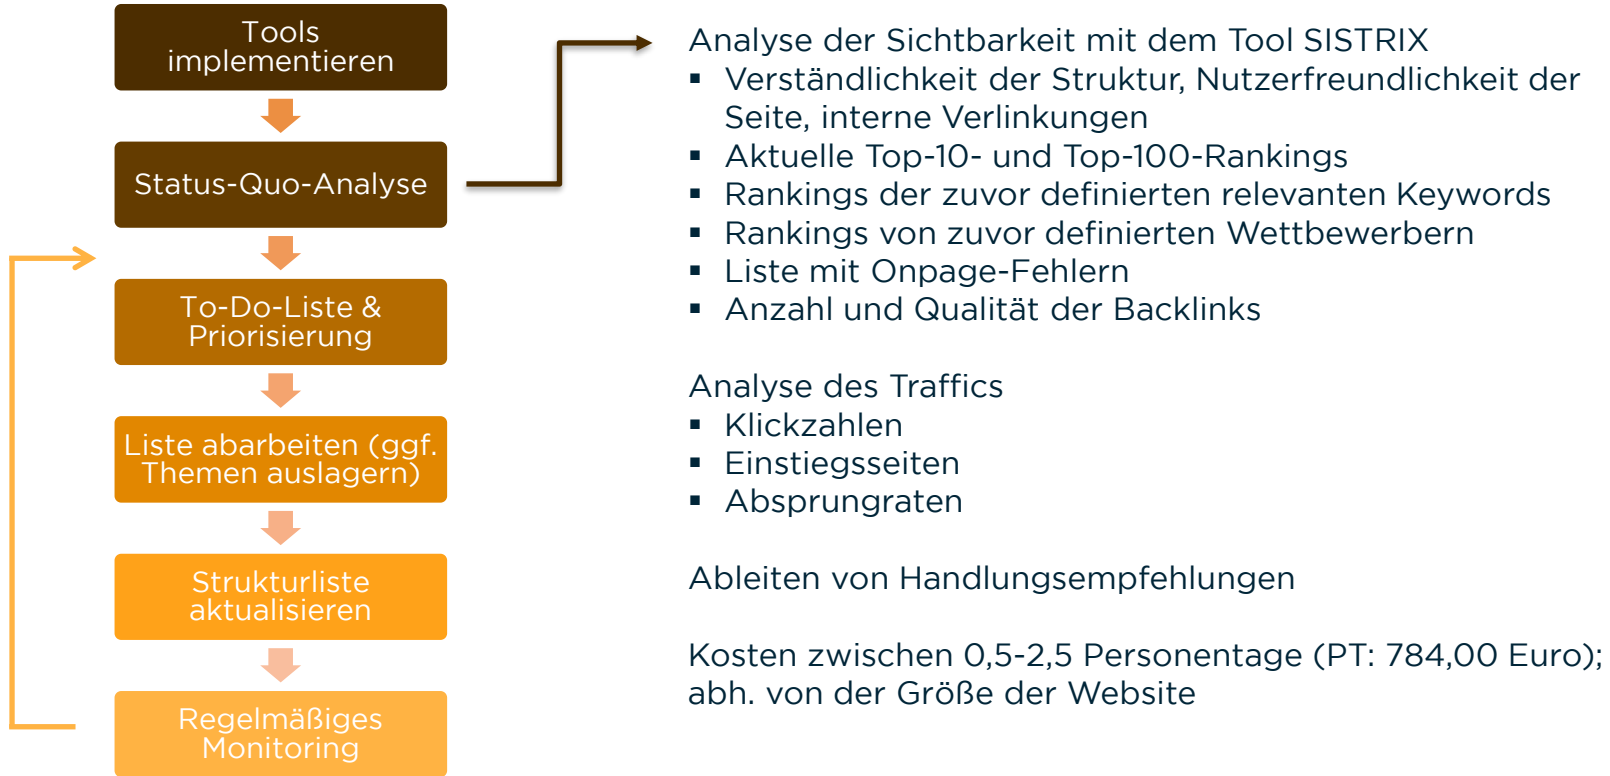 Tools
implementieren
Status-Quo-Analyse
To-Do-Liste &
Priorisierung
Liste abarbeiten (ggf.
Themen auslagern)
Strukturliste
aktualisieren
Regelmäßiges
Monitoring
Analyse der Sichtbarkeit mit dem Tool SISTRIX
▪ Verständlichkeit der Struktur, Nutzerfreundlichkeit der
Seite, interne Verlinkungen
▪ Aktuelle Top-10- und Top-100-Rankings
▪ Rankings der zuvor definierten relevanten Keywords
▪ Rankings von zuvor definierten Wettbewerbern
▪ Liste mit Onpage-Fehlern
▪ Anzahl und Qualität der Backlinks
Analyse des Traffics
▪ Klickzahlen
▪ Einstiegsseiten
▪ Absprungraten
Ableiten von Handlungsempfehlungen
Kosten zwischen 0,5-2,5 Personentage (PT: 784,00 Euro);
abh. von der Größe der Website